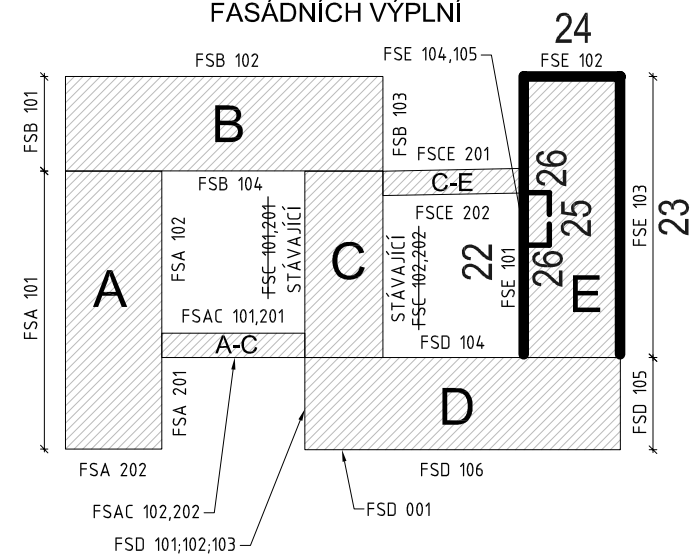 FASÁDNÍCH VÝPLNÍ
24
FSB 102
FSE 104,105
FSE 102
FSB 101
B
FSB 103
FSCE 201
C-E
FSCE 202
FSB 104
26
25
26
FSE 103
23
FSA 101
A
FSA 102
FSC 101,201
STÁVAJÍCÍ
C
STÁVAJÍCÍ
FSC 102,202
22
FSE 101
E
FSAC 101,201
A-C
FSD 104
FSA 201
D
FSD 105
FSA 202
FSD 106
FSAC 102,202
FSD 001
FSD 101;102;103